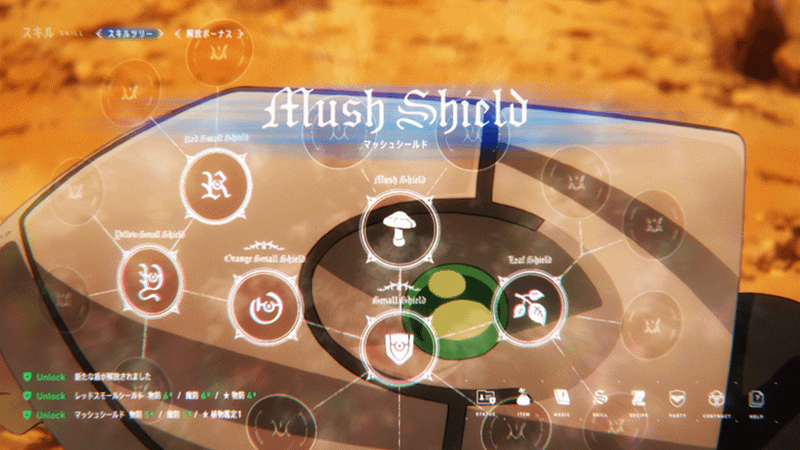 スキル SKILL スキルツリー 解放ボーナス
Mush Shield
マッシュシールド
Red Small Shield
R
Mush Shield
Yellow Small Shield
Y
Orange Small Shield
Leaf Shield
Small Shield
Unlock 新たな盾が解放されました
Unlock レッドスモールシールド 物防 6 / 魔防 6 / ★ 物防 4
Unlock マッシュシールド 物防 5 / 魔防 / ★ 植物鑑定1
STATUS ITEM MAGIC SKILL RECIPE PARTY CONTRACT HELP